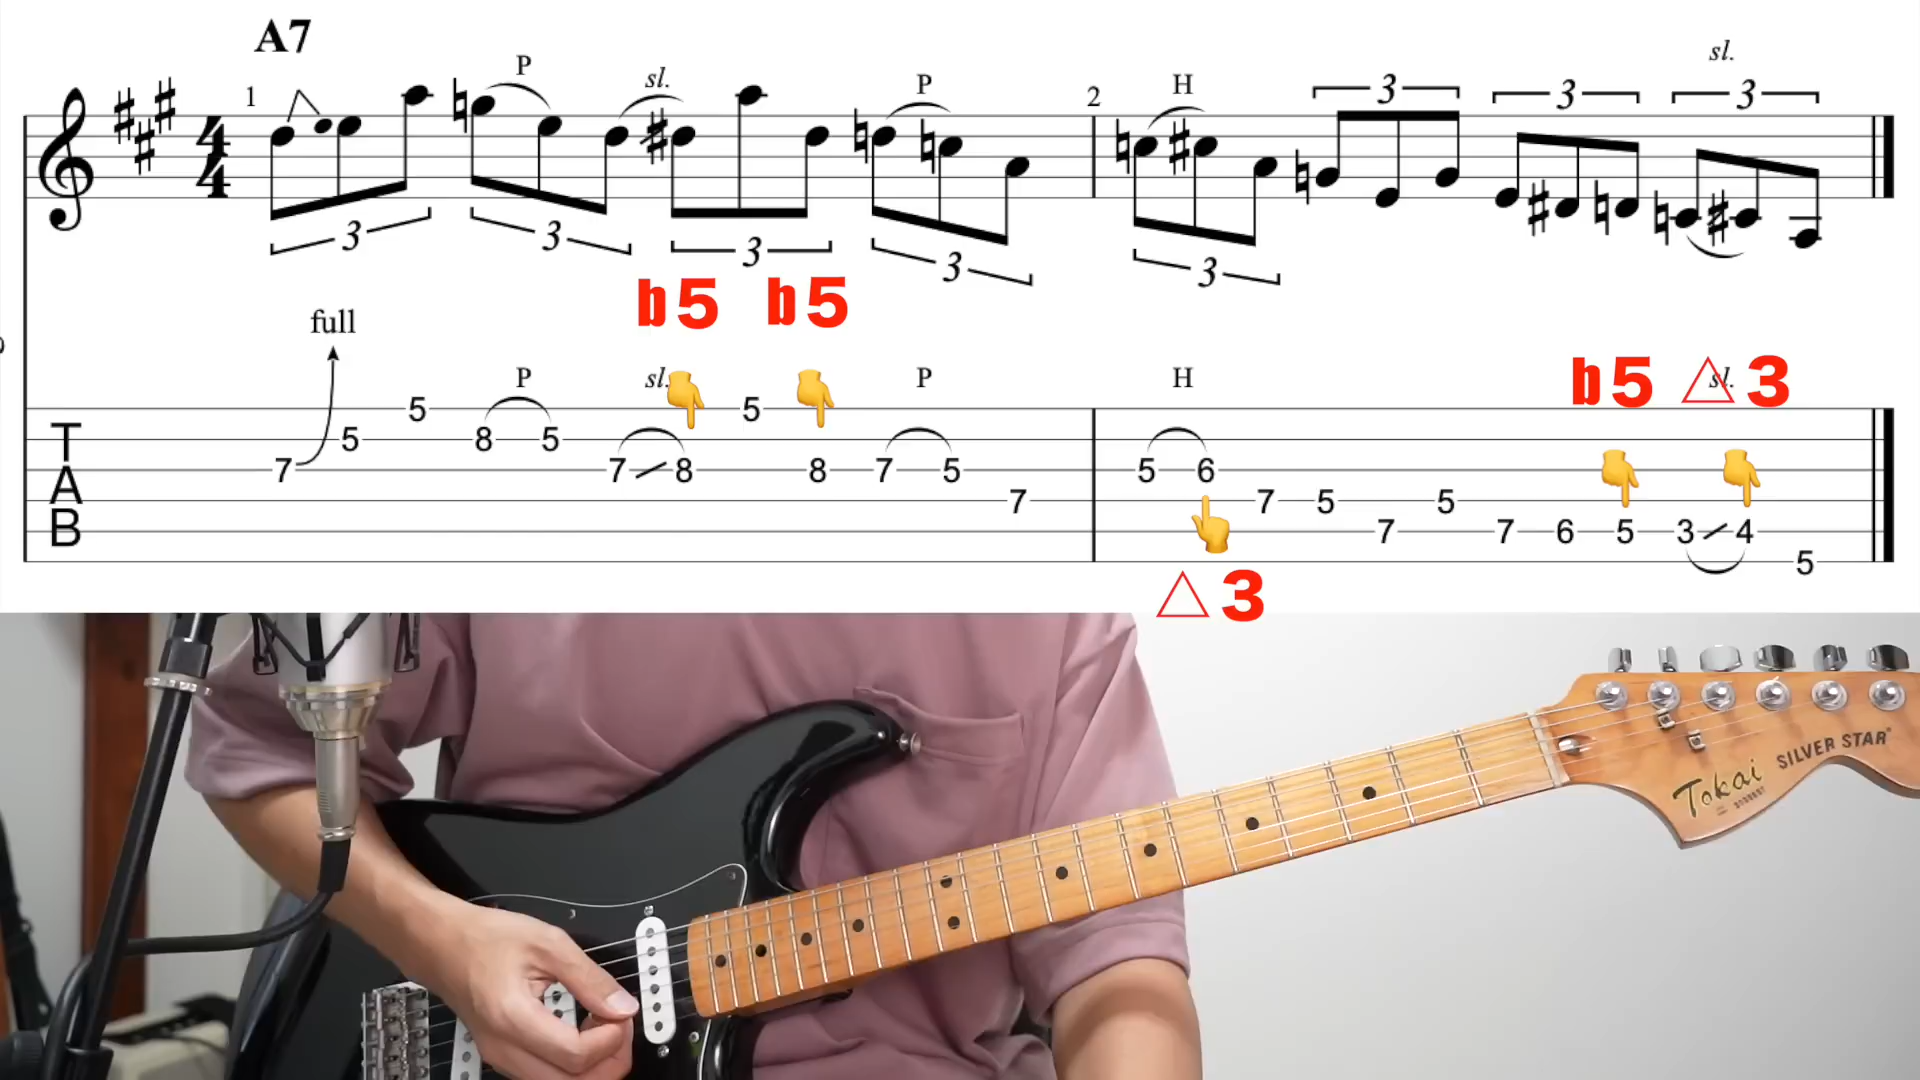 A7
1 P sl. P 2 H 3 3 sl. 3
4
4
3 3 3 3 3
♭5 ♭5
full
P sl. P H ♭5 △3 sl.
T 5 5
A 5 8 5
B 7 7 8 8 7 5 5 6
7 7 5 5
7 7 6 5 3 4
5
△3
SILVER STAR
Tokai